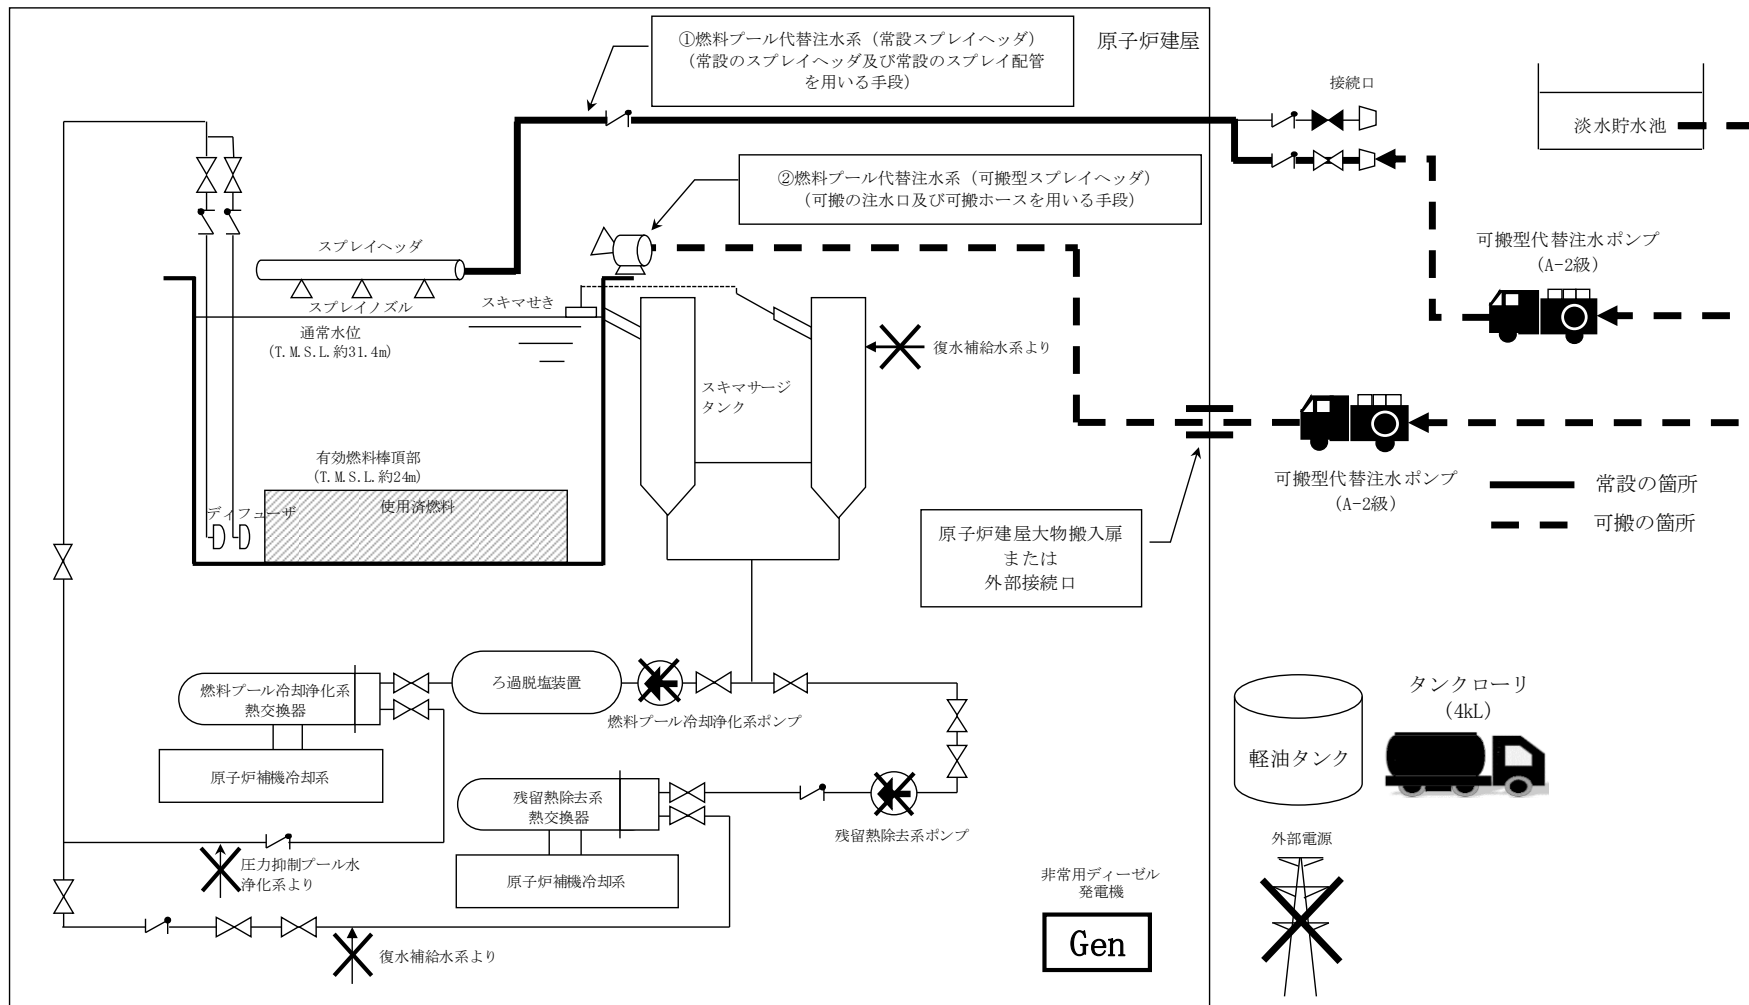 ①燃料プール代替注水系（常設スプレイヘッダ）
（常設のスプレイヘッダ及び常設のスプレイ配管
を用いる手段）
原子炉建屋
接続口
淡水貯水池
②燃料プール代替注水系（可搬型スプレイヘッダ）
（可搬の注水口及び可搬ホースを用いる手段）
スプレイヘッダ
可搬型代替注水ポンプ
（A-2級）
スプレイノズル
スキマせき
通常水位
（T.M.S.L.約31.4m）
復水補給水系より
スキマサージ
タンク
有効燃料棒頂部
（T.M.S.L.約24m）
使用済燃料
ディフューザ
可搬型代替注水ポンプ
（A-2級）
常設の箇所
可搬の箇所
原子炉建屋大物搬入扉
または
外部接続口
燃料プール冷却浄化系
熱交換器
ろ過脱塩装置
燃料プール冷却浄化系ポンプ
原子炉補機冷却系
タンクローリ
（4kL）
軽油タンク
残留熱除去系
熱交換器
残留熱除去系ポンプ
原子炉補機冷却系
圧力抑制プール水
浄化系より
復水補給水系より
非常用ディーゼル
発電機
Gen
外部電源